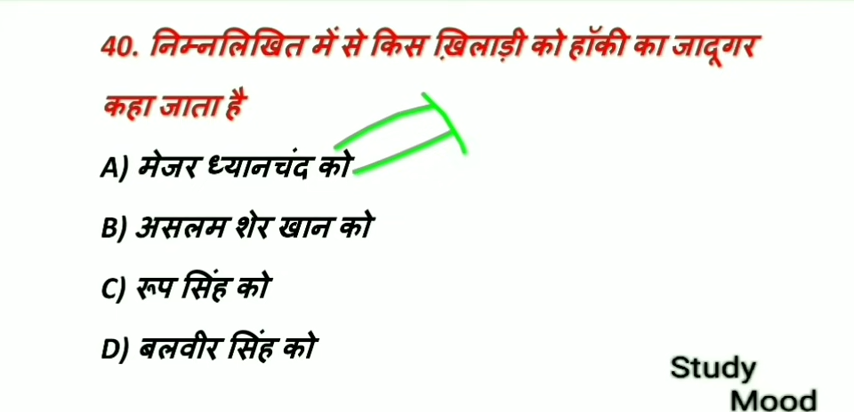 40. निम्नलिखित में से किस ख़िलाड़ी को हॉकी का जादूगर
कहा जाता है
A) मेजर ध्यानचंद को
B) असलम शेर खान को
C) रूप सिंह को
D) बलवीर सिंह को
Study
Mood